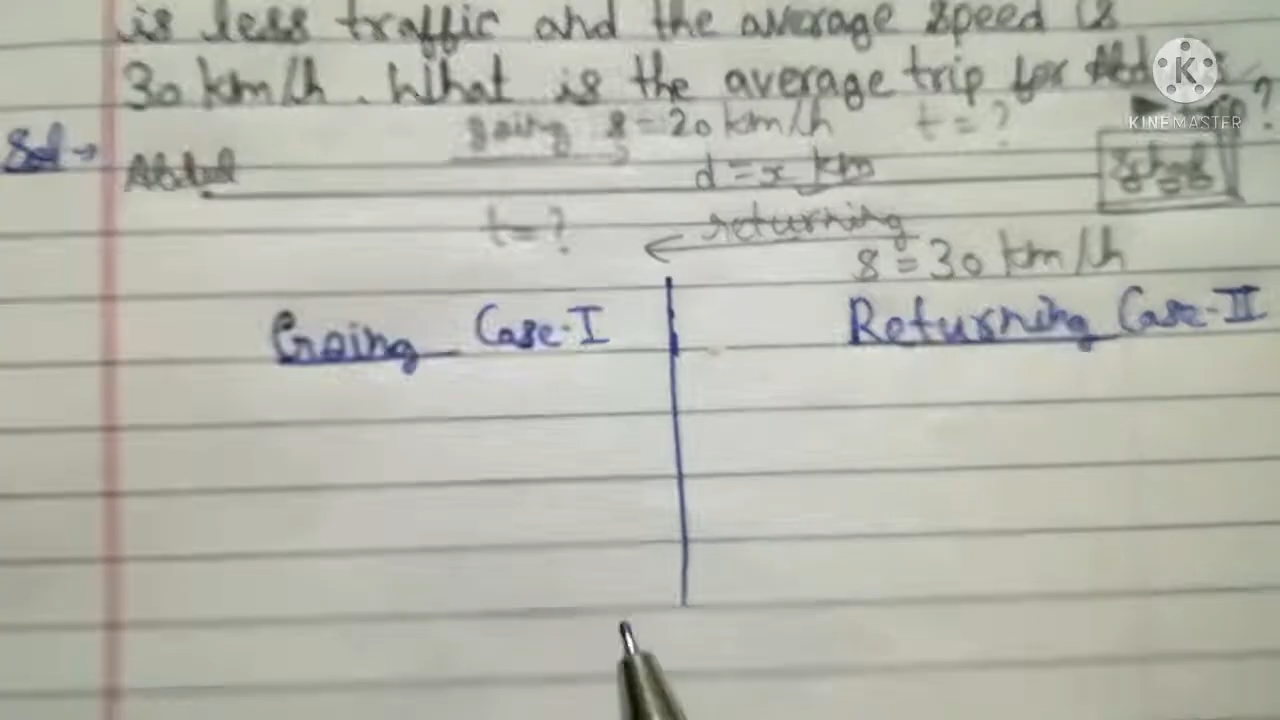 is less traffic and the average speed is
30 km/h. What is the average trip for Abdul's
?
Sol →
Abdul
going s = 20 km/h t = ?
d = x km
School
t = ?
returning
s = 30 km/h
Going Case-I
Returning Case-II
K
KINEMASTER